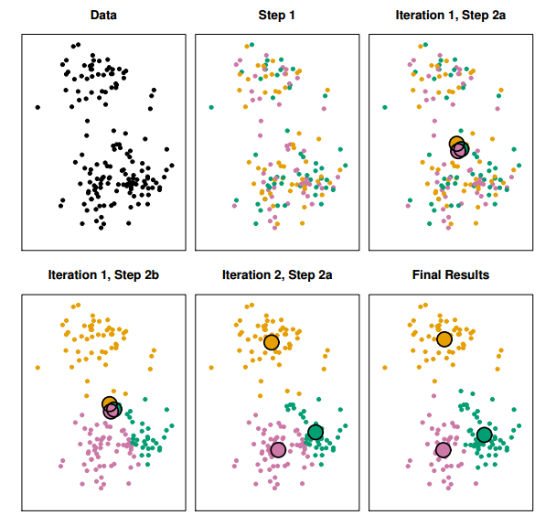 Data
Step 1
Iteration 1, Step 2a
Iteration 1, Step 2b
Iteration 2, Step 2a
Final Results